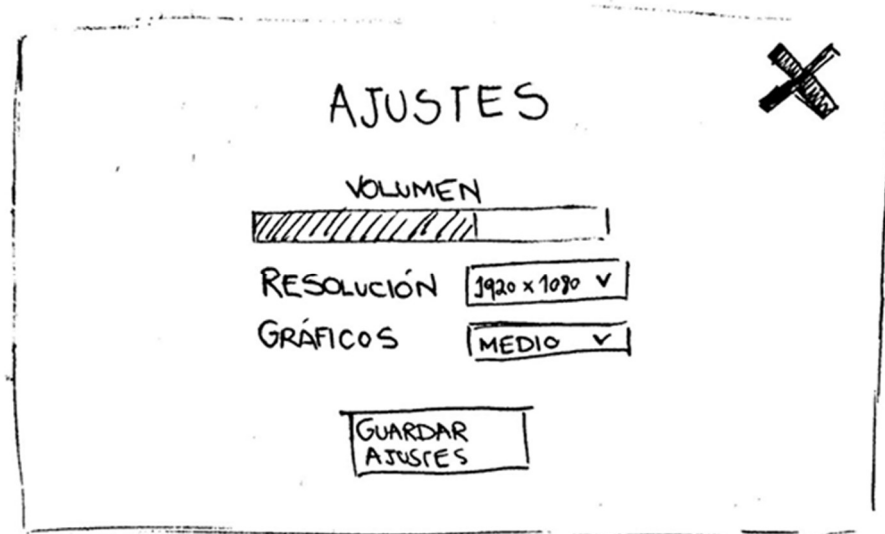 AJUSTES
VOLUMEN
RESOLUCIÓN 1920 x 1080
GRÁFICOS MEDIO
GUARDAR
AJUSTES